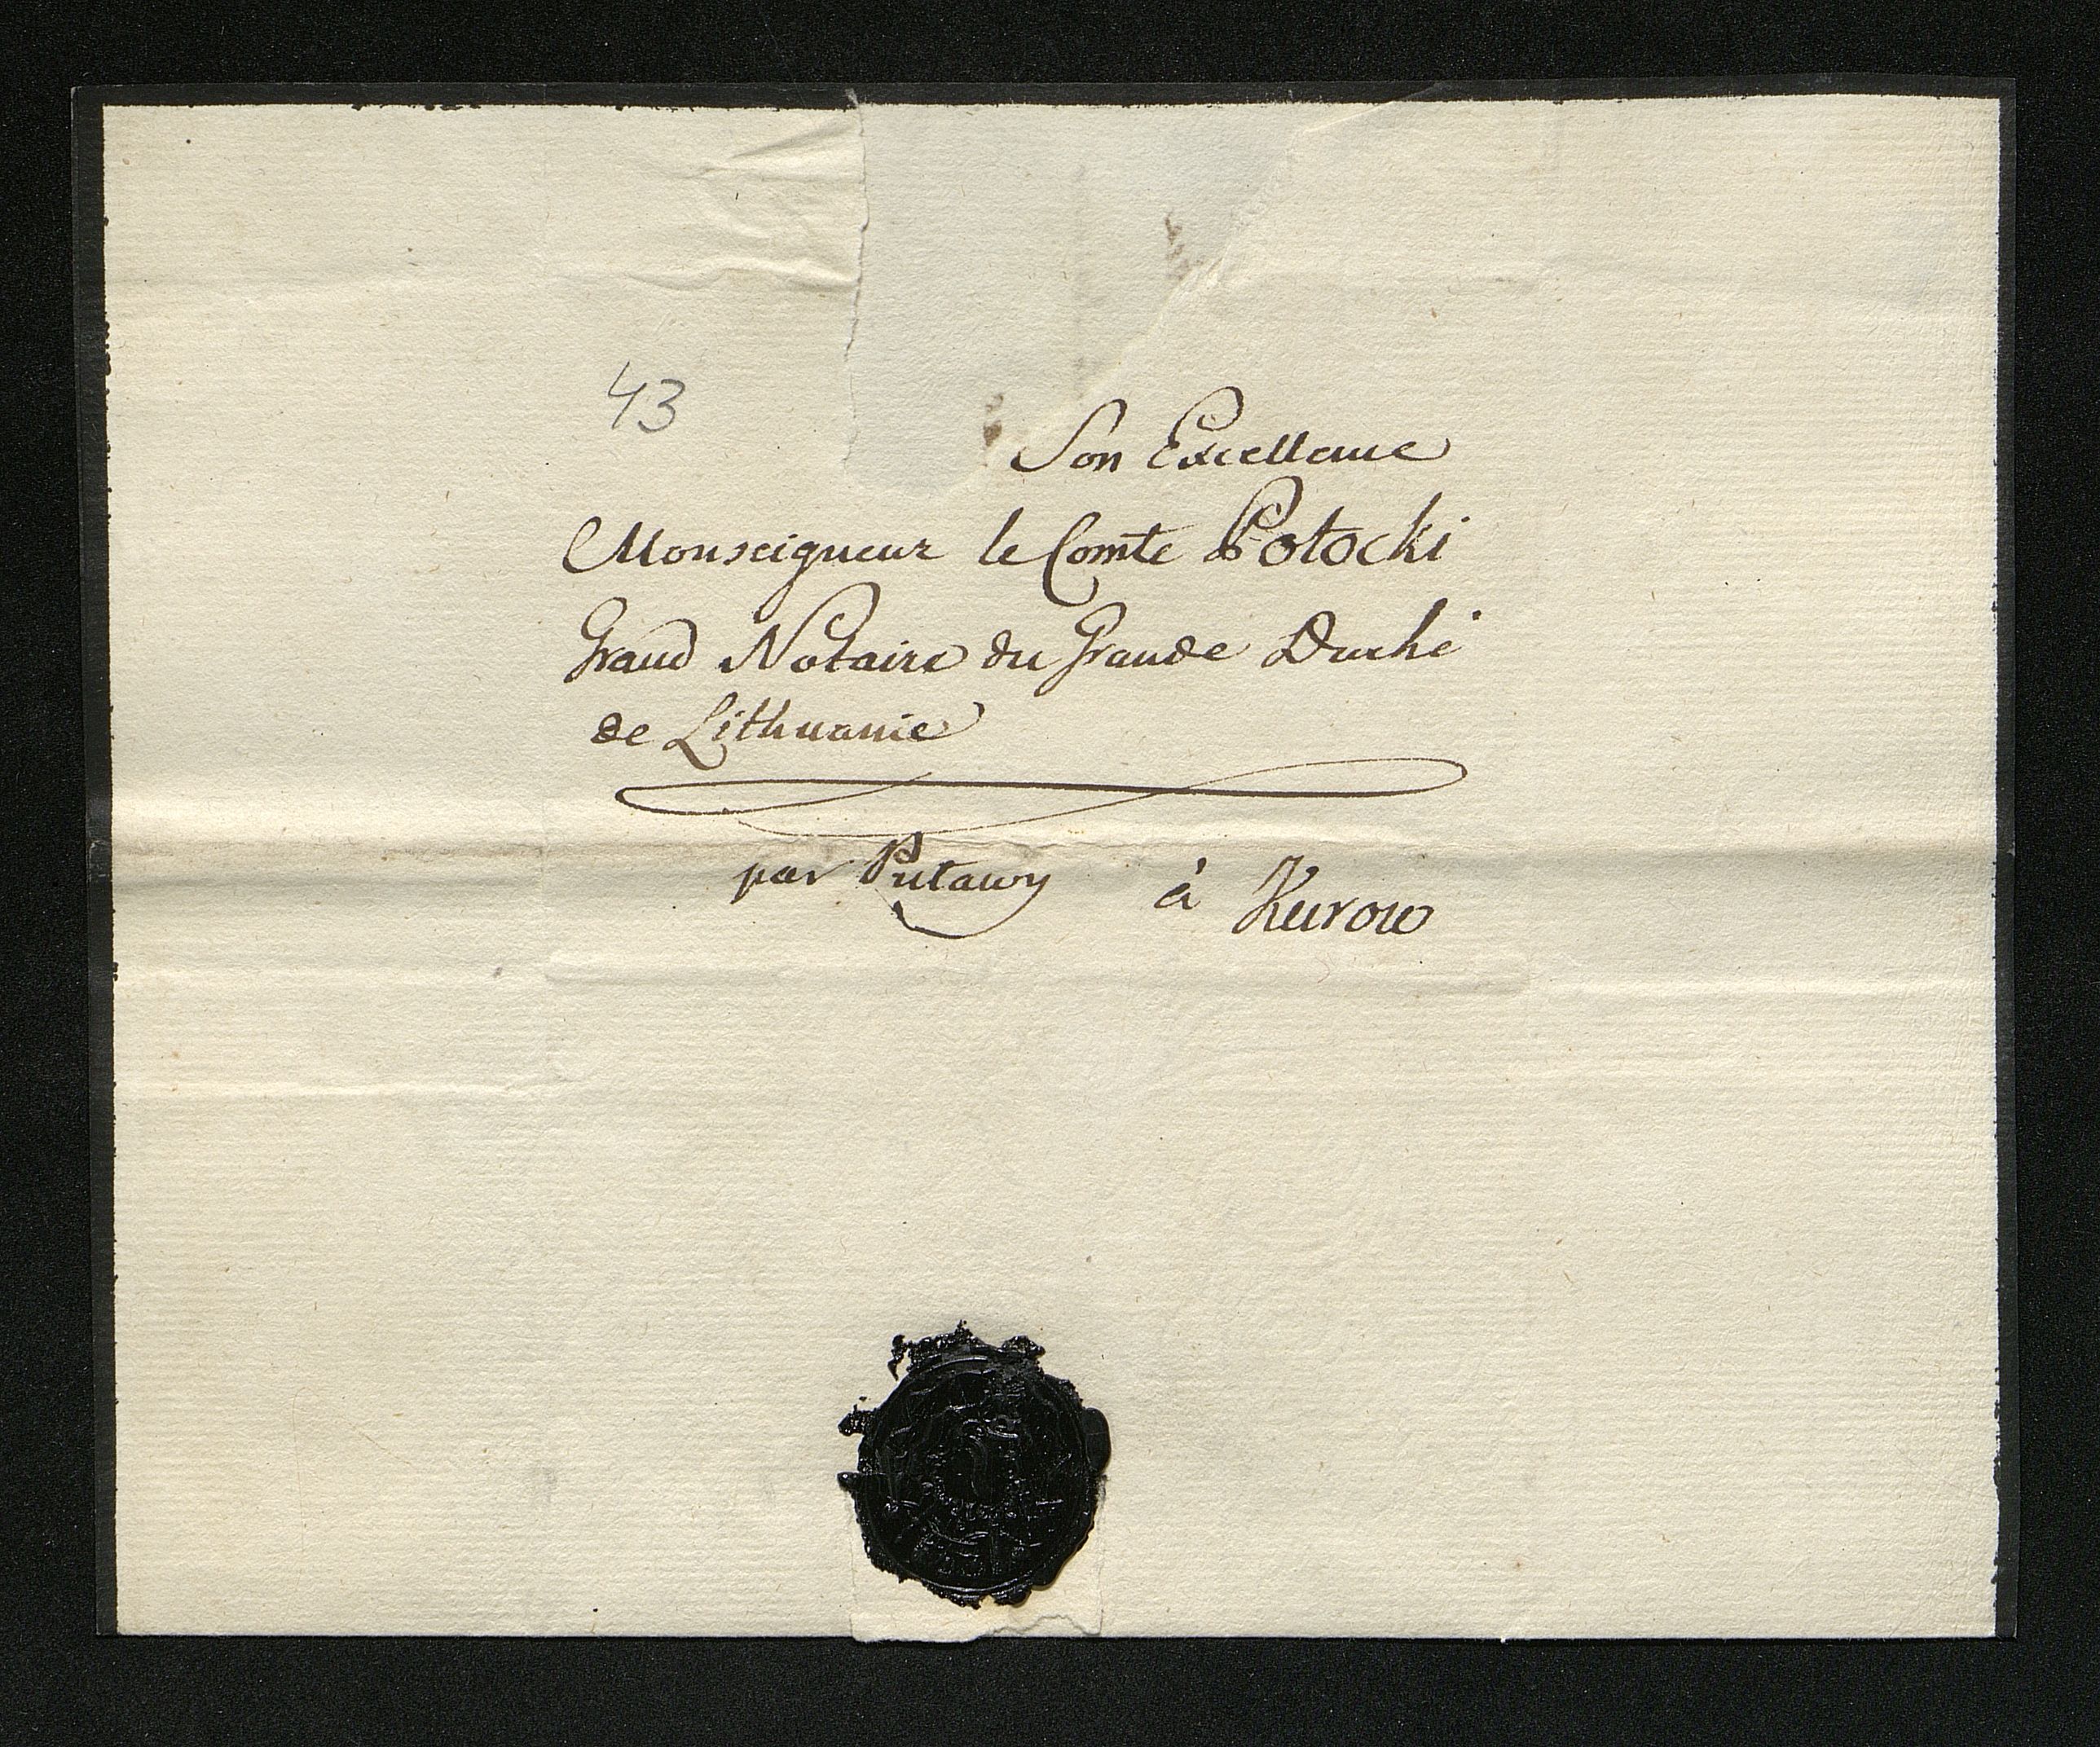 43
Son Excellence
Monseigneur le Comte Potocki
Grand Notaire du Grande Duché
de Lithuanie
par Pulawy à Kurow